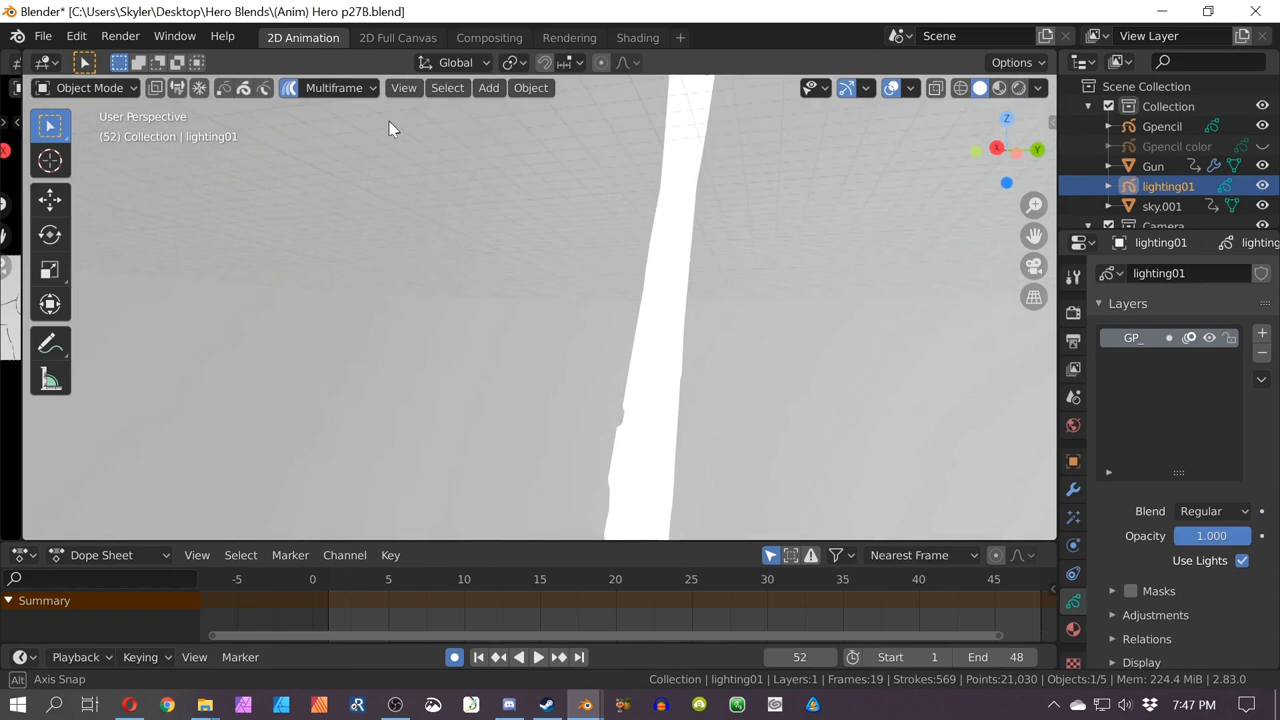 Blender* [C:\Users\Skyler\Desktop\Hero Blends\(Anim) Hero p27B.blend]
File Edit Render Window Help 2D Animation 2D Full Canvas Compositing Rendering Shading + Scene View Layer
Global Options
Object Mode Multiframe View Select Add Object Scene Collection
User Perspective Collection
(52) Collection | lighting01
Z
Y
Gpencil
Gpencil color
Gun
lighting01
sky.001
Camera
lighting01 lighting
lighting01
Layers
GP_
Blend Regular
Opacity 1.000
Use Lights
Masks
Adjustments
Relations
Display
Dope Sheet View Select Marker Channel Key Nearest Frame
-5 0 5 10 15 20 25 30 35 40 45
Summary
Playback Keying View Marker 52 Start 1 End 48
Alt Axis Snap Collection | lighting01 | Layers:1 | Frames:19 | Strokes:569 | Points:21,030 | Objects:1/5 | Mem: 224.4 MiB | 2.83.0
7:47 PM